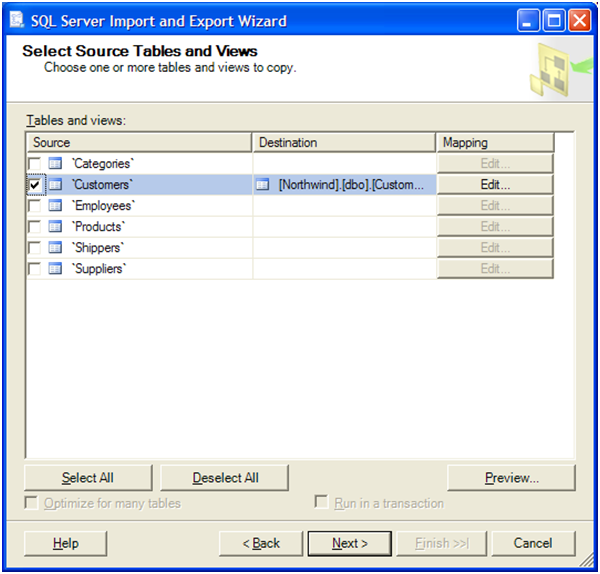 SQL Server Import and Export Wizard
Select Source Tables and Views
Choose one or more tables and views to copy.
Tables and views:
Source Destination Mapping
`Categories` Edit...
`Customers` [Northwind].[dbo].[Custom... Edit...
`Employees` Edit...
`Products` Edit...
`Shippers` Edit...
`Suppliers` Edit...
Select All Deselect All Preview...
Optimize for many tables Run in a transaction
Help < Back Next > Finish >>| Cancel